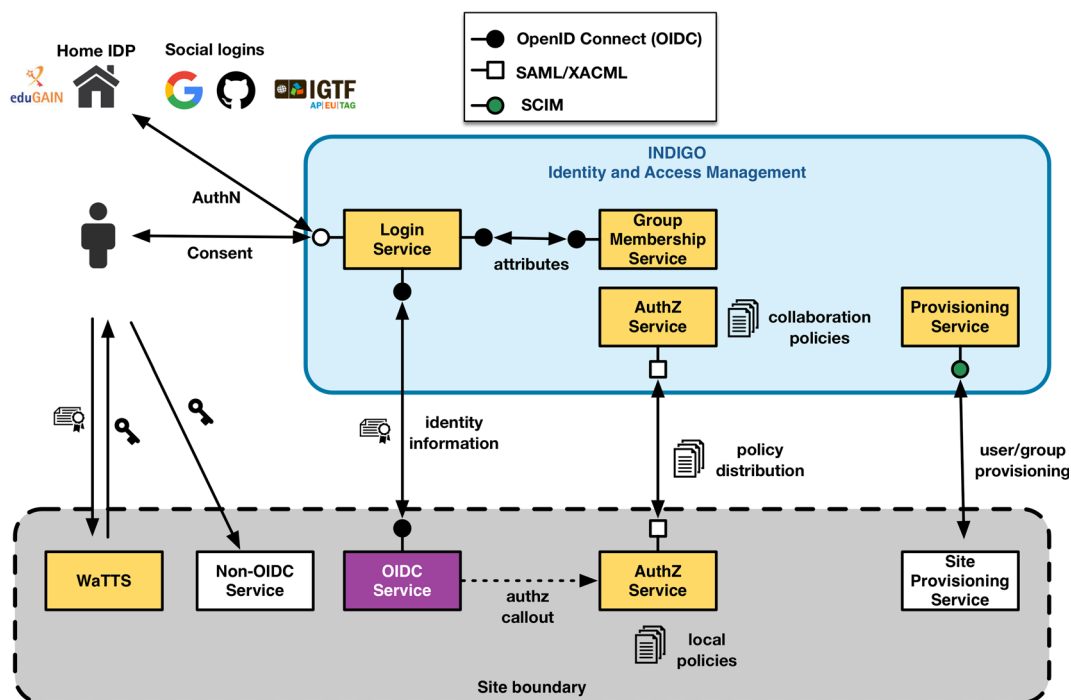 Home IDP
Social logins
eduGAIN
IGTF
AP|EU|TAG
OpenID Connect (OIDC)
SAML/XACML
SCIM
INDIGO
Identity and Access Management
AuthN
Consent
Login
Service
attributes
Group
Membership
Service
AuthZ
Service
collaboration
policies
Provisioning
Service
identity
information
policy
distribution
user/group
provisioning
WaTTS
Non-OIDC
Service
OIDC
Service
authz
callout
AuthZ
Service
Site
Provisioning
Service
local
policies
Site boundary